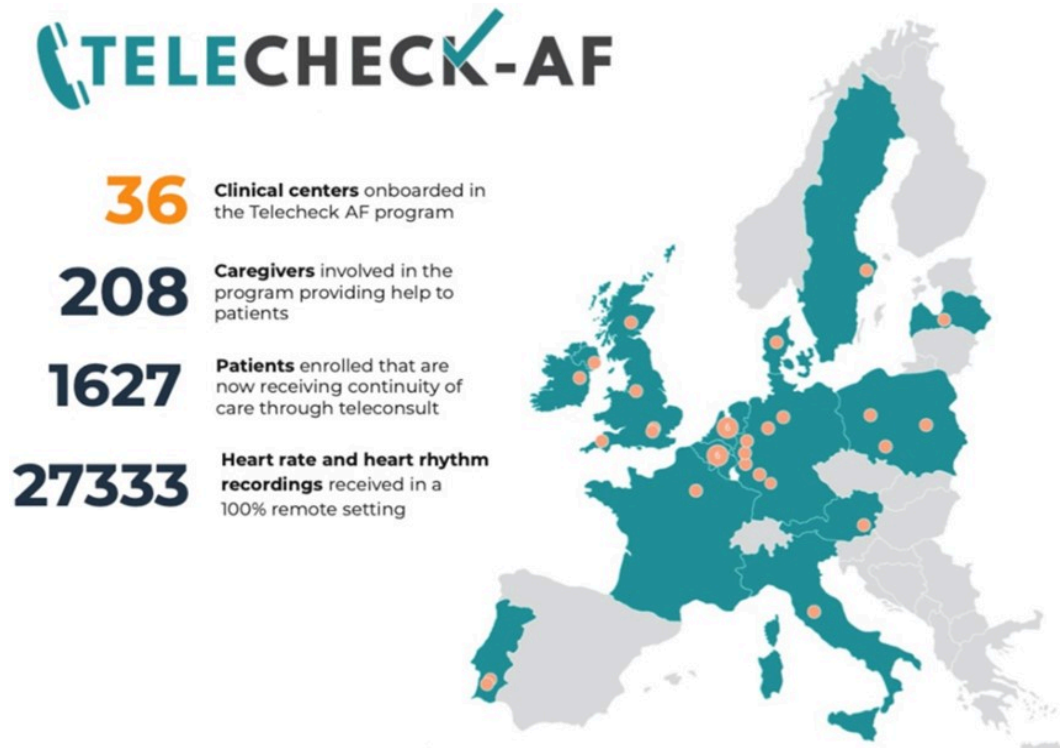 TELECHECK-AF
36
Clinical centers onboarded in
the Telecheck AF program
208
Caregivers involved in the
program providing help to
patients
1627
Patients enrolled that are
now receiving continuity of
care through teleconsult
27333
Heart rate and heart rhythm
recordings received in a
100% remote setting